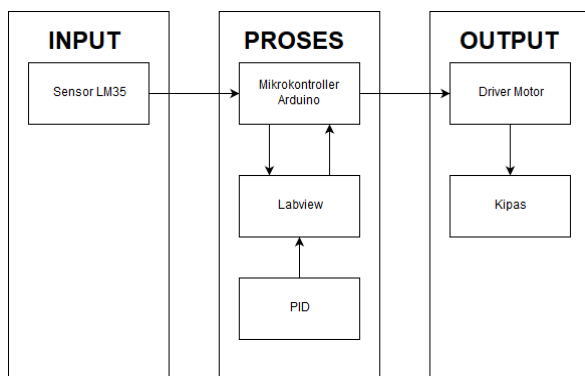 INPUT
PROSES
OUTPUT
Sensor LM35
Mikrokontroller
Arduino
Driver Motor
Labview
Kipas
PID